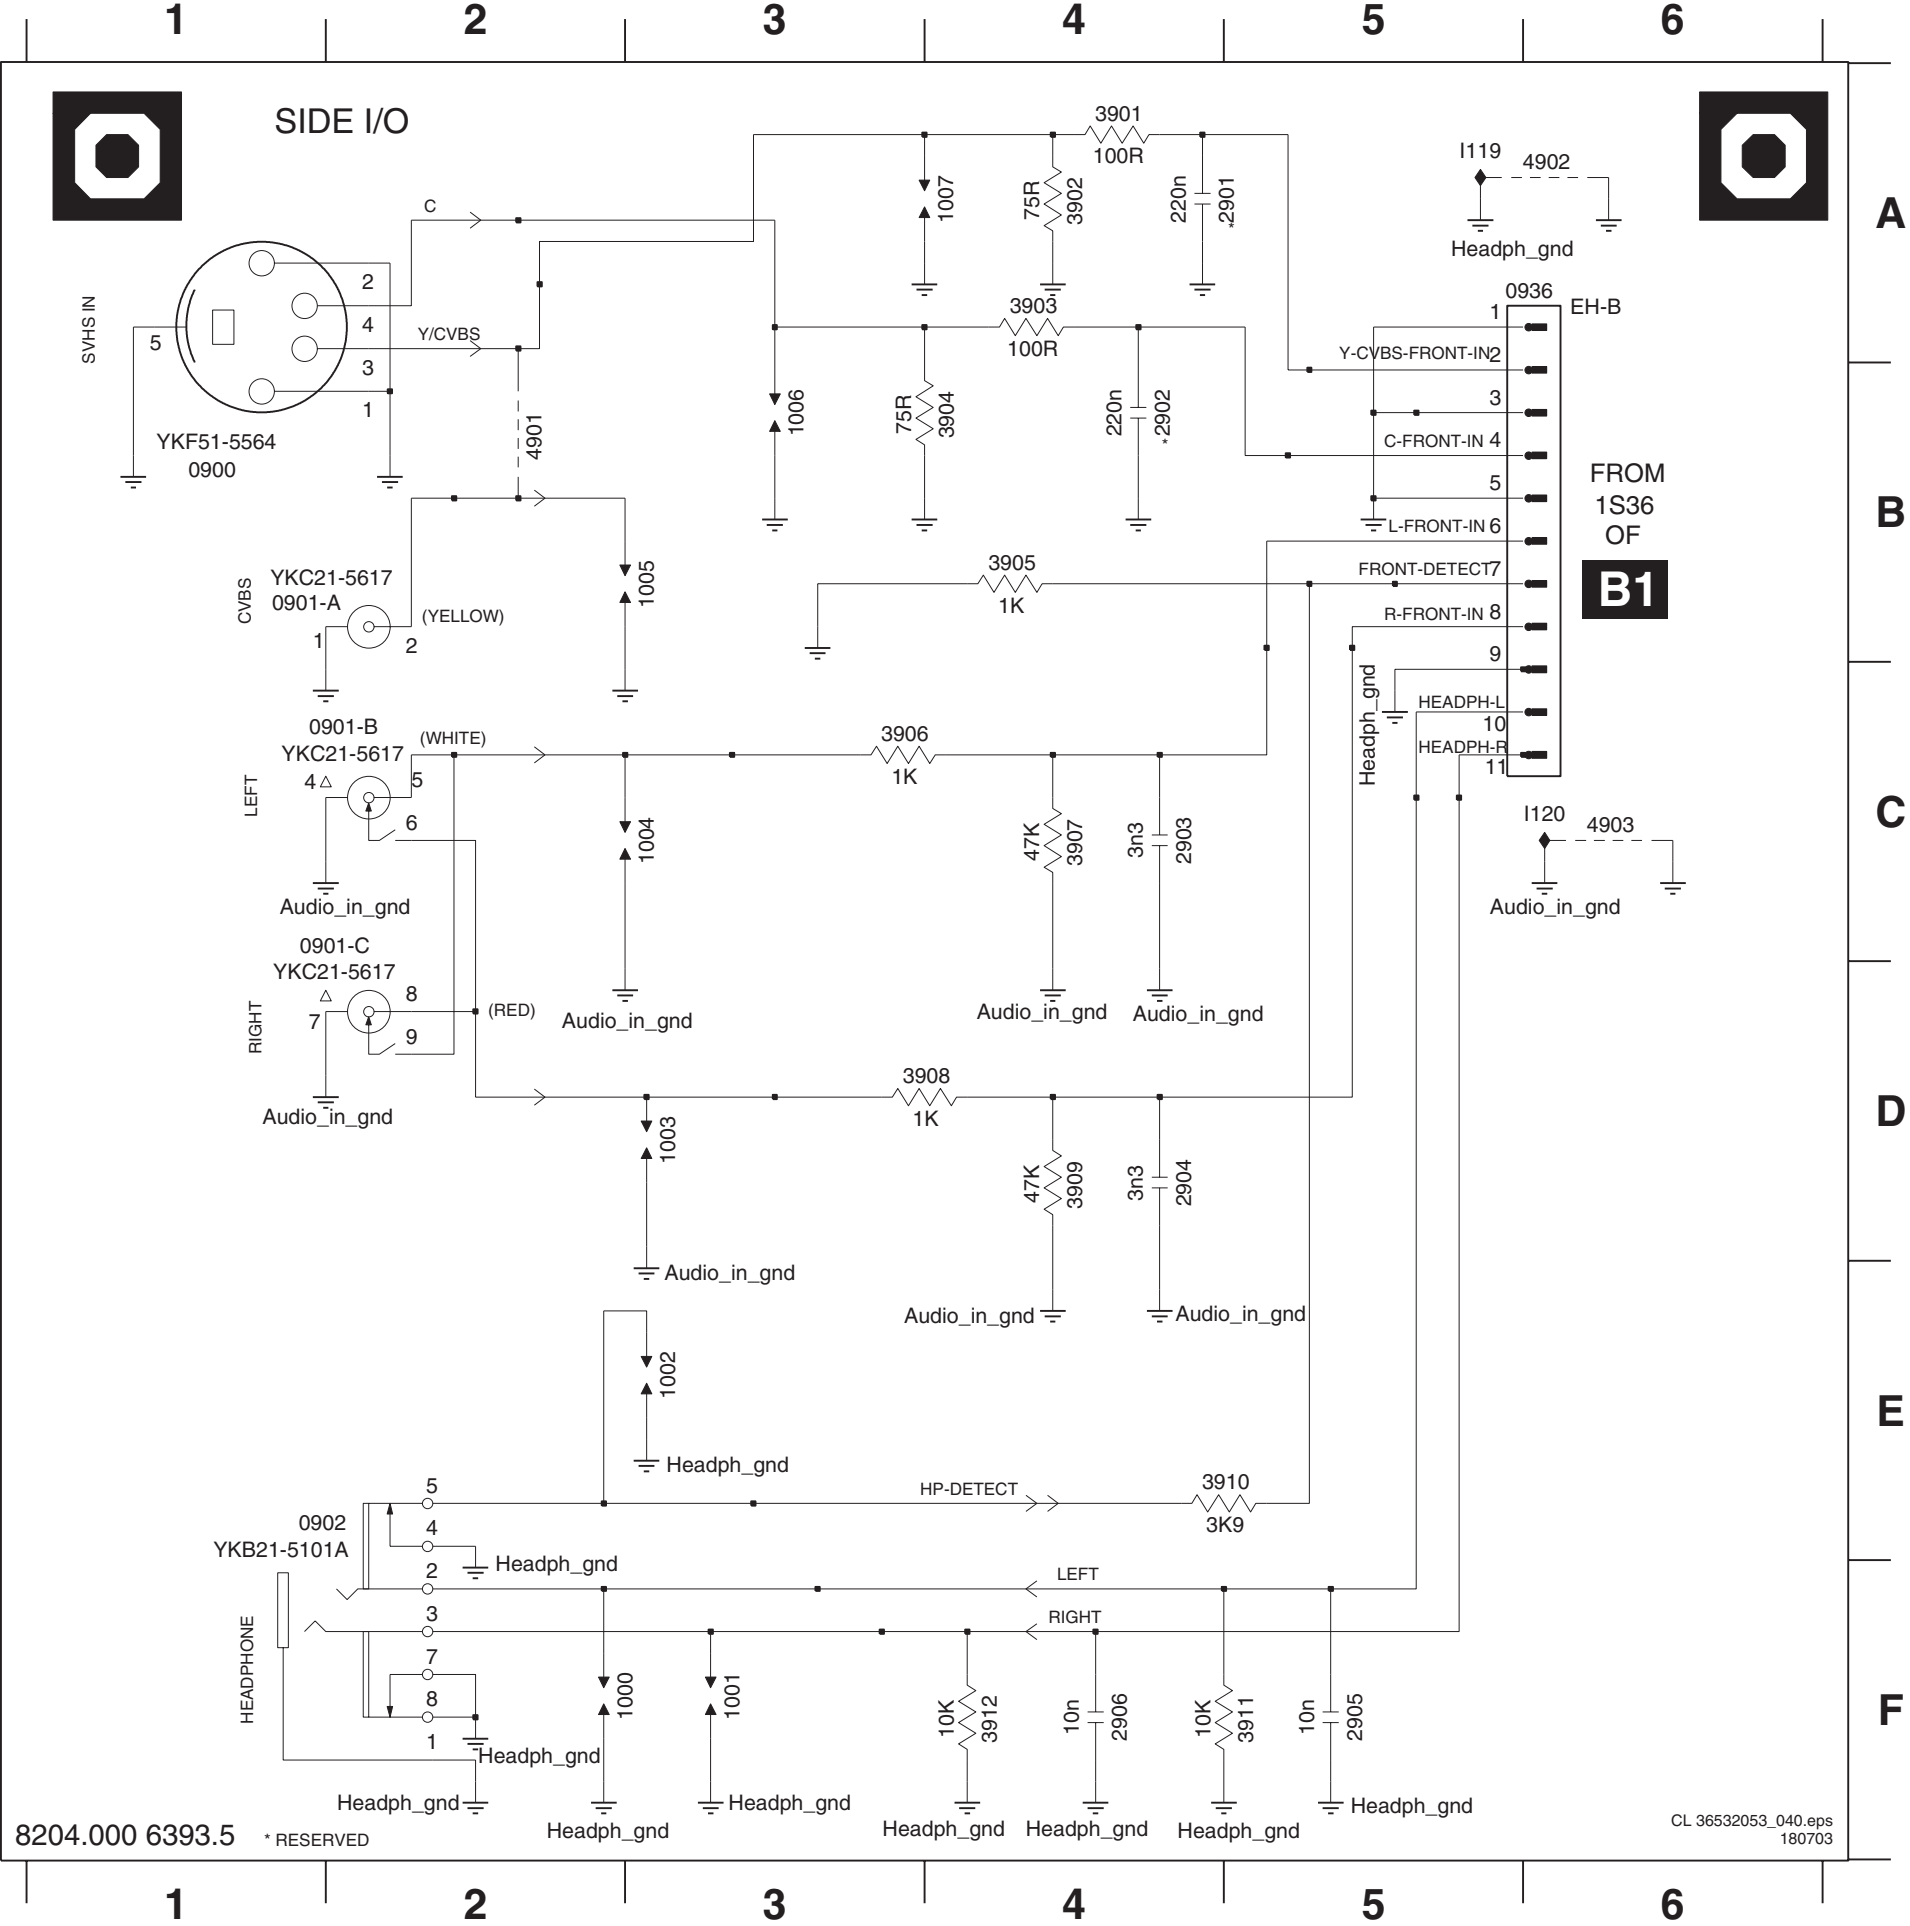 1 2 3 4 5 6
SIDE I/O
A
B
C
D
E
F
3901
100R
1007
75R
3902
220n
*2901
I119
4902
Headph_gnd
C
SVHS IN
5
2
4
3
1
Y/CVBS
YKF51-5564
0900
4901
3903
100R
1006
75R
3904
220n
*2902
0936
EH-B
1
Y-CVBS-FRONT-IN 2
3
C-FRONT-IN 4
5
L-FRONT-IN 6
FRONT-DETECT 7
R-FRONT-IN 8
9
HEADPH-L
10
HEADPH-R
11
Headph_gnd
FROM
1S36
OF
B1
CVBS
YKC21-5617
0901-A
1
2
(YELLOW)
1005
3905
1K
0901-B
YKC21-5617
(WHITE)
LEFT
4
5
6
Audio_in_gnd
1004
Audio_in_gnd
3906
1K
47K
3907
Audio_in_gnd
3n3
2903
Audio_in_gnd
I120
4903
Audio_in_gnd
0901-C
YKC21-5617
RIGHT
7
8
9
(RED)
Audio_in_gnd
1003
Audio_in_gnd
3908
1K
47K
3909
Audio_in_gnd
3n3
2904
Audio_in_gnd
1002
Headph_gnd
HP-DETECT
3910
3K9
0902
YKB21-5101A
HEADPHONE
5
4
2
3
7
8
1
Headph_gnd
Headph_gnd
Headph_gnd
LEFT
RIGHT
1000
Headph_gnd
1001
Headph_gnd
10K
3912
Headph_gnd
10n
2906
Headph_gnd
10K
3911
Headph_gnd
10n
2905
Headph_gnd
8204.000 6393.5
* RESERVED
CL 36532053_040.eps
180703
1 2 3 4 5 6